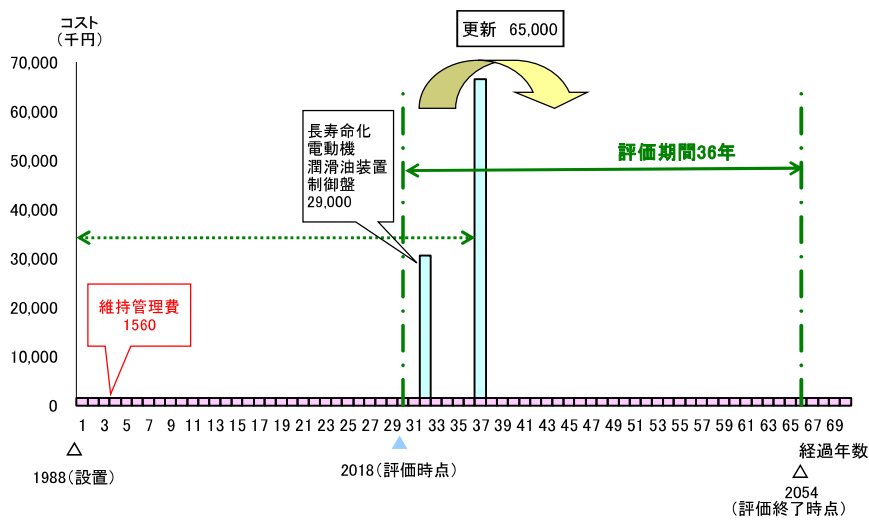 コスト
（千円）
更新 65,000
70,000
60,000
50,000
40,000
30,000
20,000
10,000
0
長寿命化
電動機
潤滑油装置
制御盤
29,000
評価期間36年
維持管理費
1560
1 3 5 7 9 11 13 15 17 19 21 23 25 27 29 31 33 35 37 39 41 43 45 47 49 51 53 55 57 59 61 63 65 67 69
経過年数
1988（設置）
2018（評価時点）
2054
（評価終了時点）